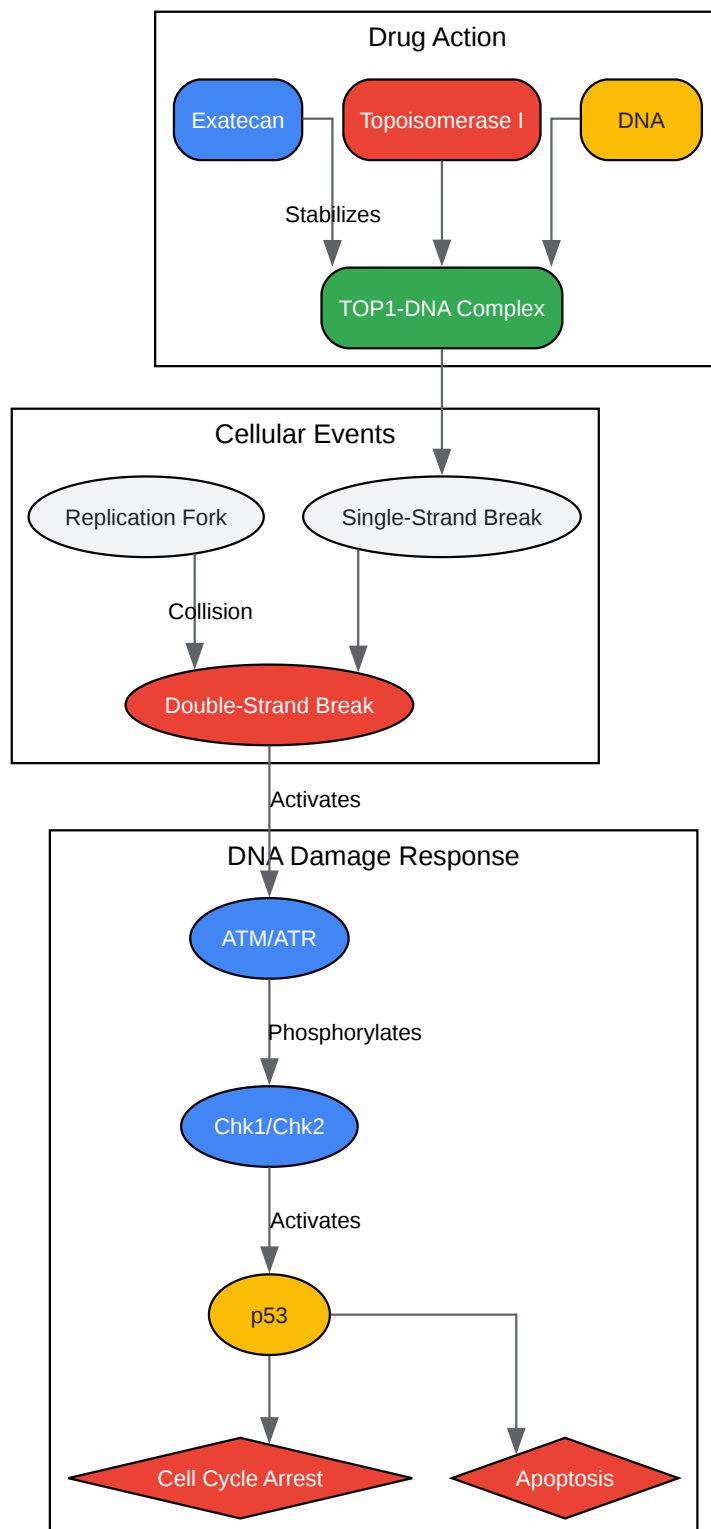 Drug Action
Exatecan
Topoisomerase I
DNA
Stabilizes
TOP1-DNA Complex
Cellular Events
Replication Fork
Single-Strand Break
Collision
Double-Strand Break
Activates
DNA Damage Response
ATM/ATR
Phosphorylates
Chk1/Chk2
Activates
p53
Cell Cycle Arrest
Apoptosis